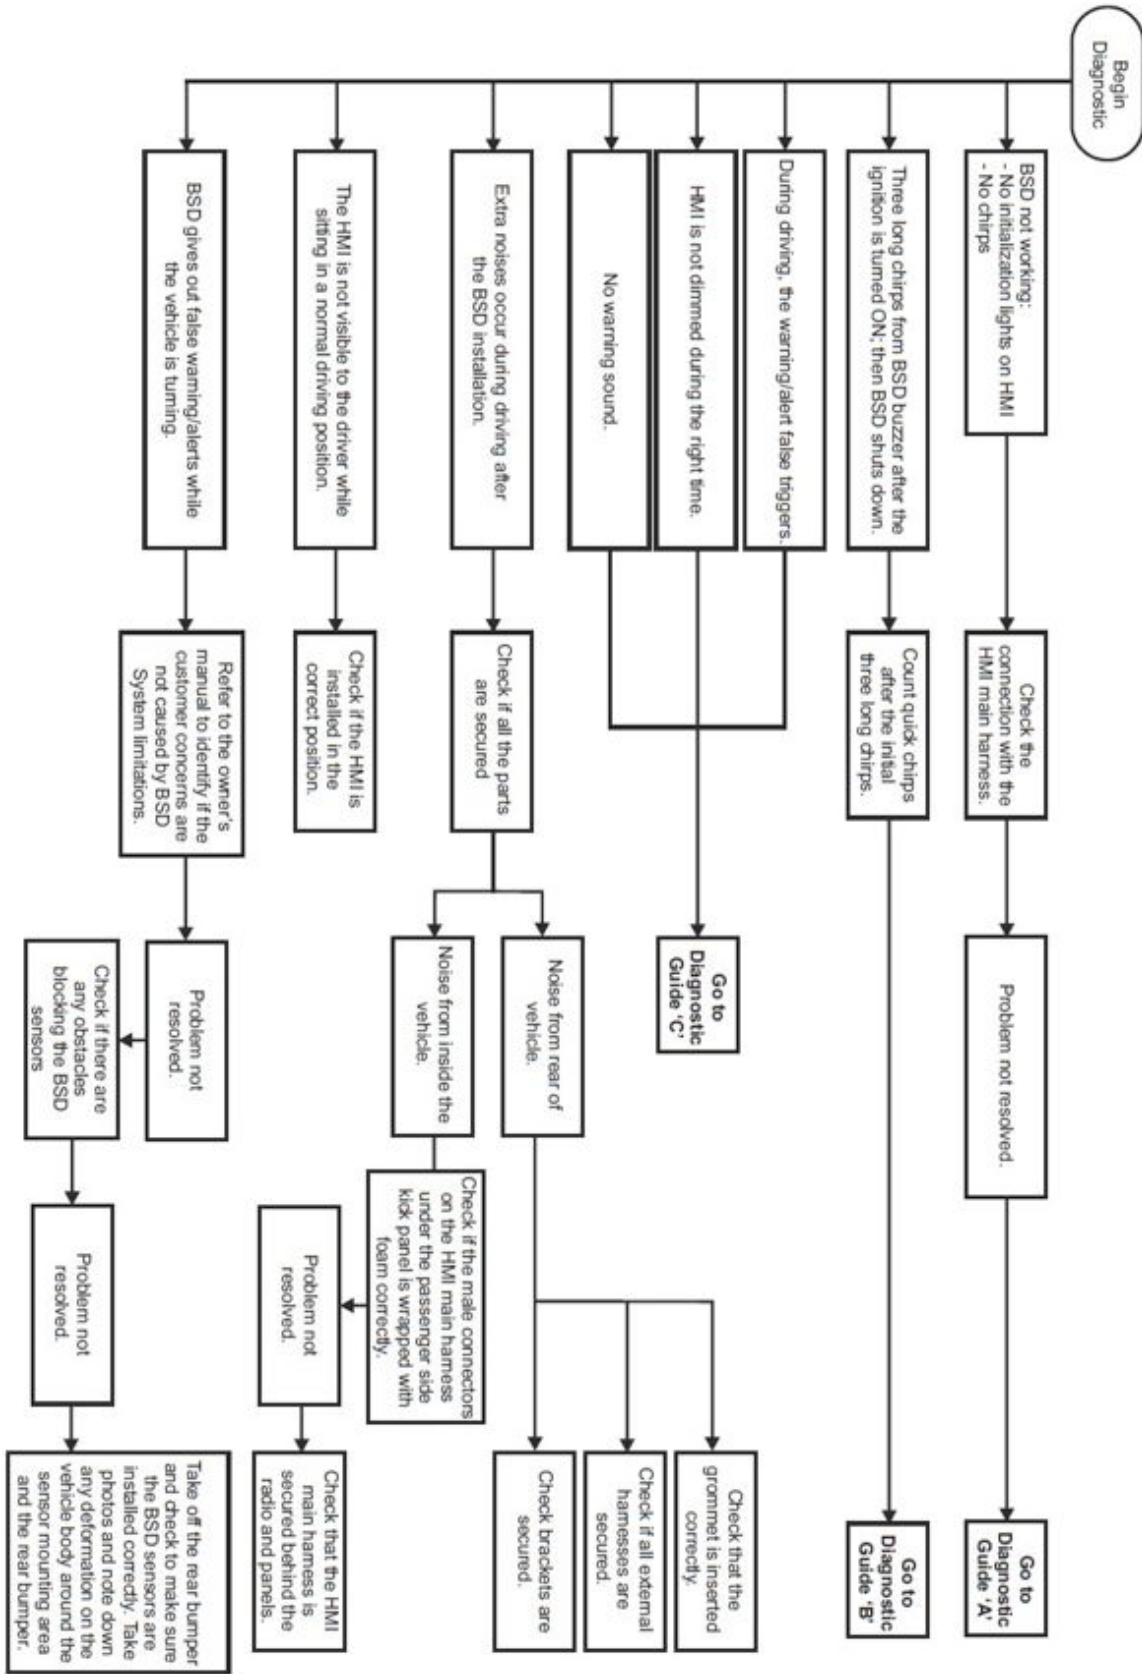 Begin
Diagnostic
BSD not working:
- No initialization lights on HMI
- No chirps
Check the
connection with the
HMI main harness.
Problem not resolved.
Go to
Diagnostic
Guide ‘A’
Three long chirps from BSD buzzer after the
ignition is turned ON; then BSD shuts down.
Count quick chirps
after the initial
three long chirps.
Go to
Diagnostic
Guide ‘B’
During driving, the warning/alert false triggers.
HMI is not dimmed during the right time.
No warning sound.
Go to
Diagnostic
Guide ‘C’
Extra noises occur during driving after
the BSD installation.
Check if all the parts
are secured
Noise from rear of
vehicle.
Check that the
grommet is inserted
correctly.
Check if all external
harnesses are
secured.
Check brackets are
secured.
Noise from inside the
vehicle.
Check if the male connectors
on the HMI main harness
under the passenger side
kick panel is wrapped with
foam correctly.
Problem not
resolved.
Check that the HMI
main harness is
secured behind the
radio and panels.
The HMI is not visible to the driver while
sitting in a normal driving position.
Check if the HMI is
installed in the
correct position.
BSD gives out false warning/alerts while
the vehicle is turning.
Refer to the owner’s
manual to identify if the
customer concerns are
not caused by BSD
System limitations.
Problem not
resolved.
Check if there are
any obstacles
blocking the BSD
sensors
Problem not
resolved.
Take off the rear bumper
and check to make sure
the BSD sensors are
installed correctly. Take
photos and note down
any deformation on the
vehicle body around the
sensor mounting area
and the rear bumper.